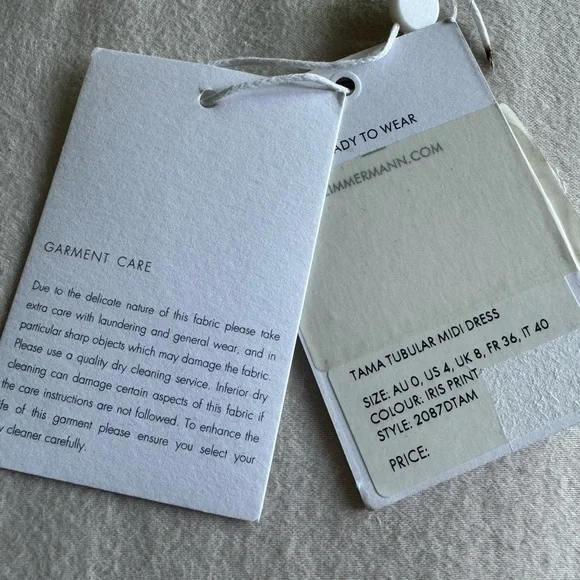 GARMENT CARE
Due to the delicate nature of this fabric please take
extra care with laundering and general wear, and in
particular sharp objects which may damage the fabric.
Please use a quality dry cleaning service. Inferior dry
cleaning can damage certain aspects of this fabric if
the care instructions are not followed. To enhance the
of this garment please ensure you select your
cleaner carefully.
TO WEAR
IMMERMANN.COM
TAMA TUBULAR MIDI DRESS
SIZE: AU 0, US 4, UK 8, FR 36, IT 40
COLOUR: IRIS PRINT
STYLE: 2087DTAM
PRICE: